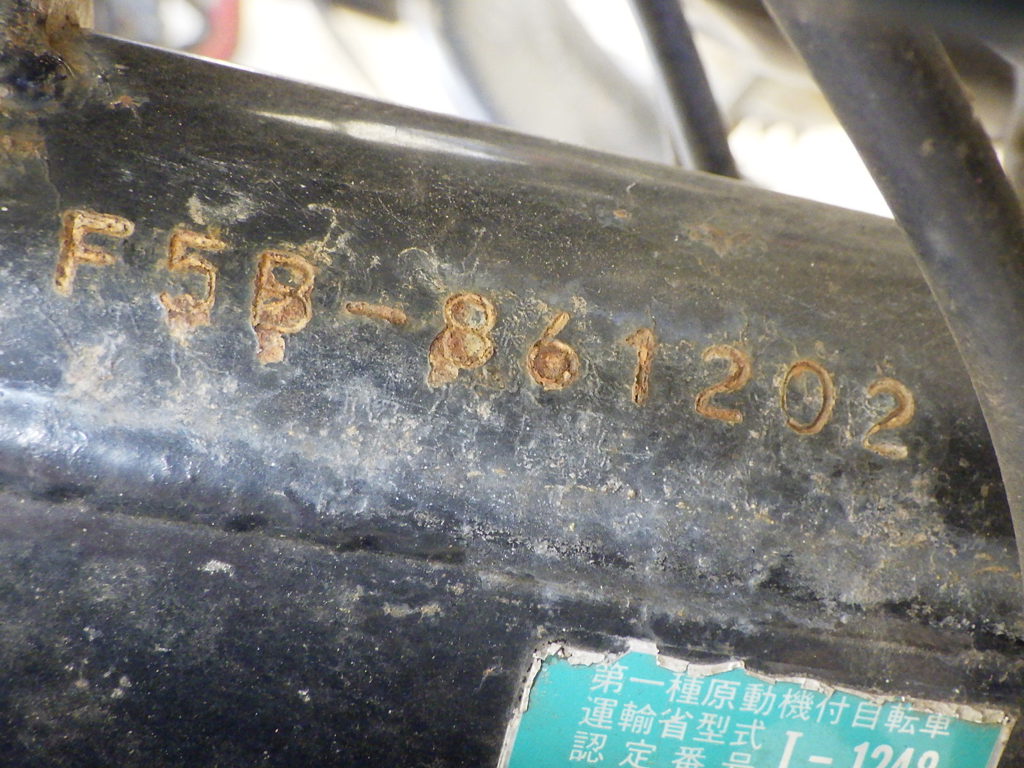 F5B-861202
第一種原動機付自転車
運輸省型式
認定番号 I-1248